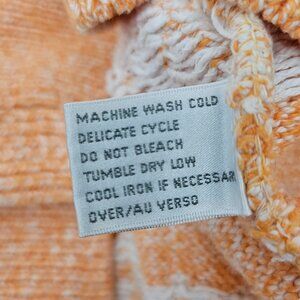 MACHINE WASH COLD
DELICATE CYCLE
DO NOT BLEACH
TUMBLE DRY LOW
COOL IRON IF NECESSAR
OVER/AU VERSO